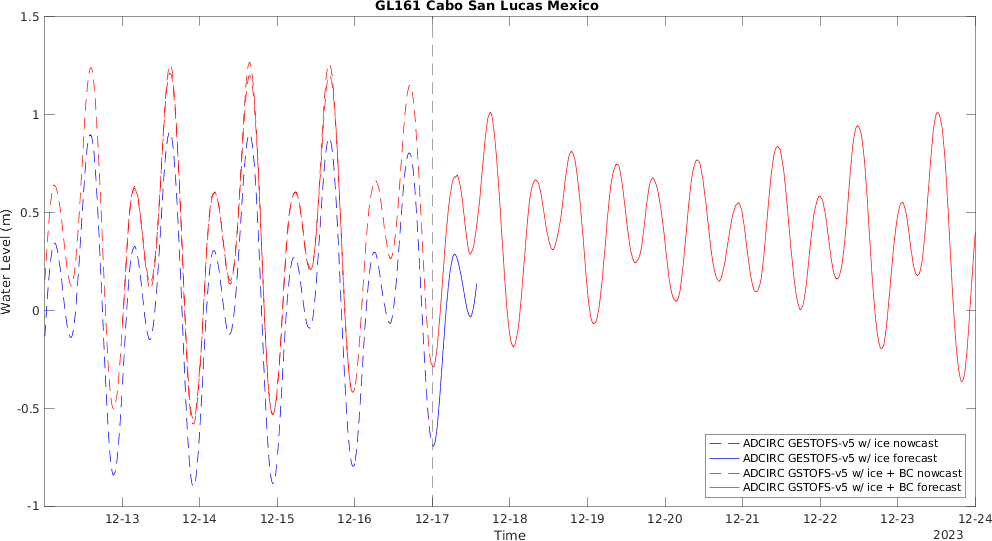 GL161 Cabo San Lucas Mexico
Water Level (m)
1.5
1
0.5
0
-0.5
-1
ADCIRC GESTOFS-v5 w/ ice nowcast
ADCIRC GESTOFS-v5 w/ ice forecast
ADCIRC GSTOFS-v5 w/ ice + BC nowcast
ADCIRC GSTOFS-v5 w/ ice + BC forecast
12-13 12-14 12-15 12-16 12-17 12-18 12-19 12-20 12-21 12-22 12-23 12-24
Time
2023